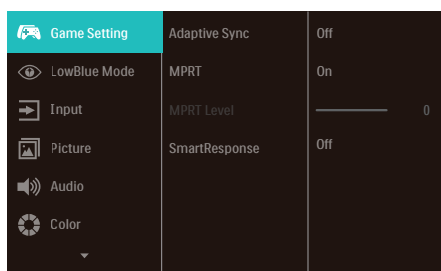 Game Setting
Adaptive Sync
Off
LowBlue Mode
MPRT
On
Input
MPRT Level
0
Picture
SmartResponse
Off
Audio
Color